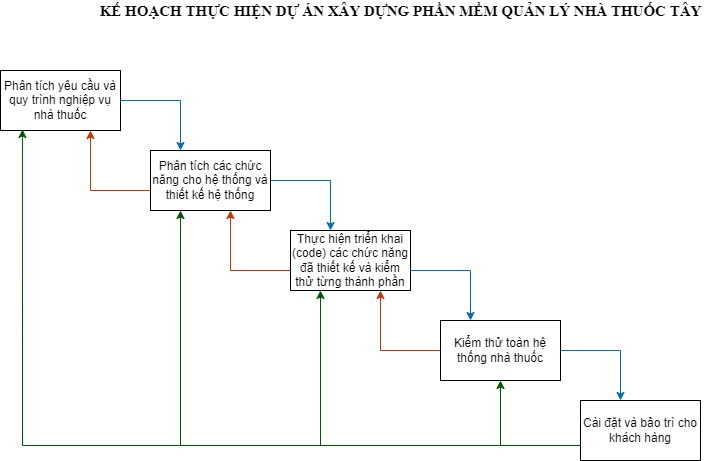 KẾ HOẠCH THỰC HIỆN DỰ ÁN XÂY DỰNG PHẦN MỀM QUẢN LÝ NHÀ THUỐC TÂY
Phân tích yêu cầu và
quy trình nghiệp vụ
nhà thuốc
Phân tích các chức
năng cho hệ thống và
thiết kế hệ thống
Thực hiện triển khai
(code) các chức năng
đã thiết kế và kiểm
thử từng thành phần
Kiểm thử toàn hệ
thống nhà thuốc
Cài đặt và bảo trì cho
khách hàng